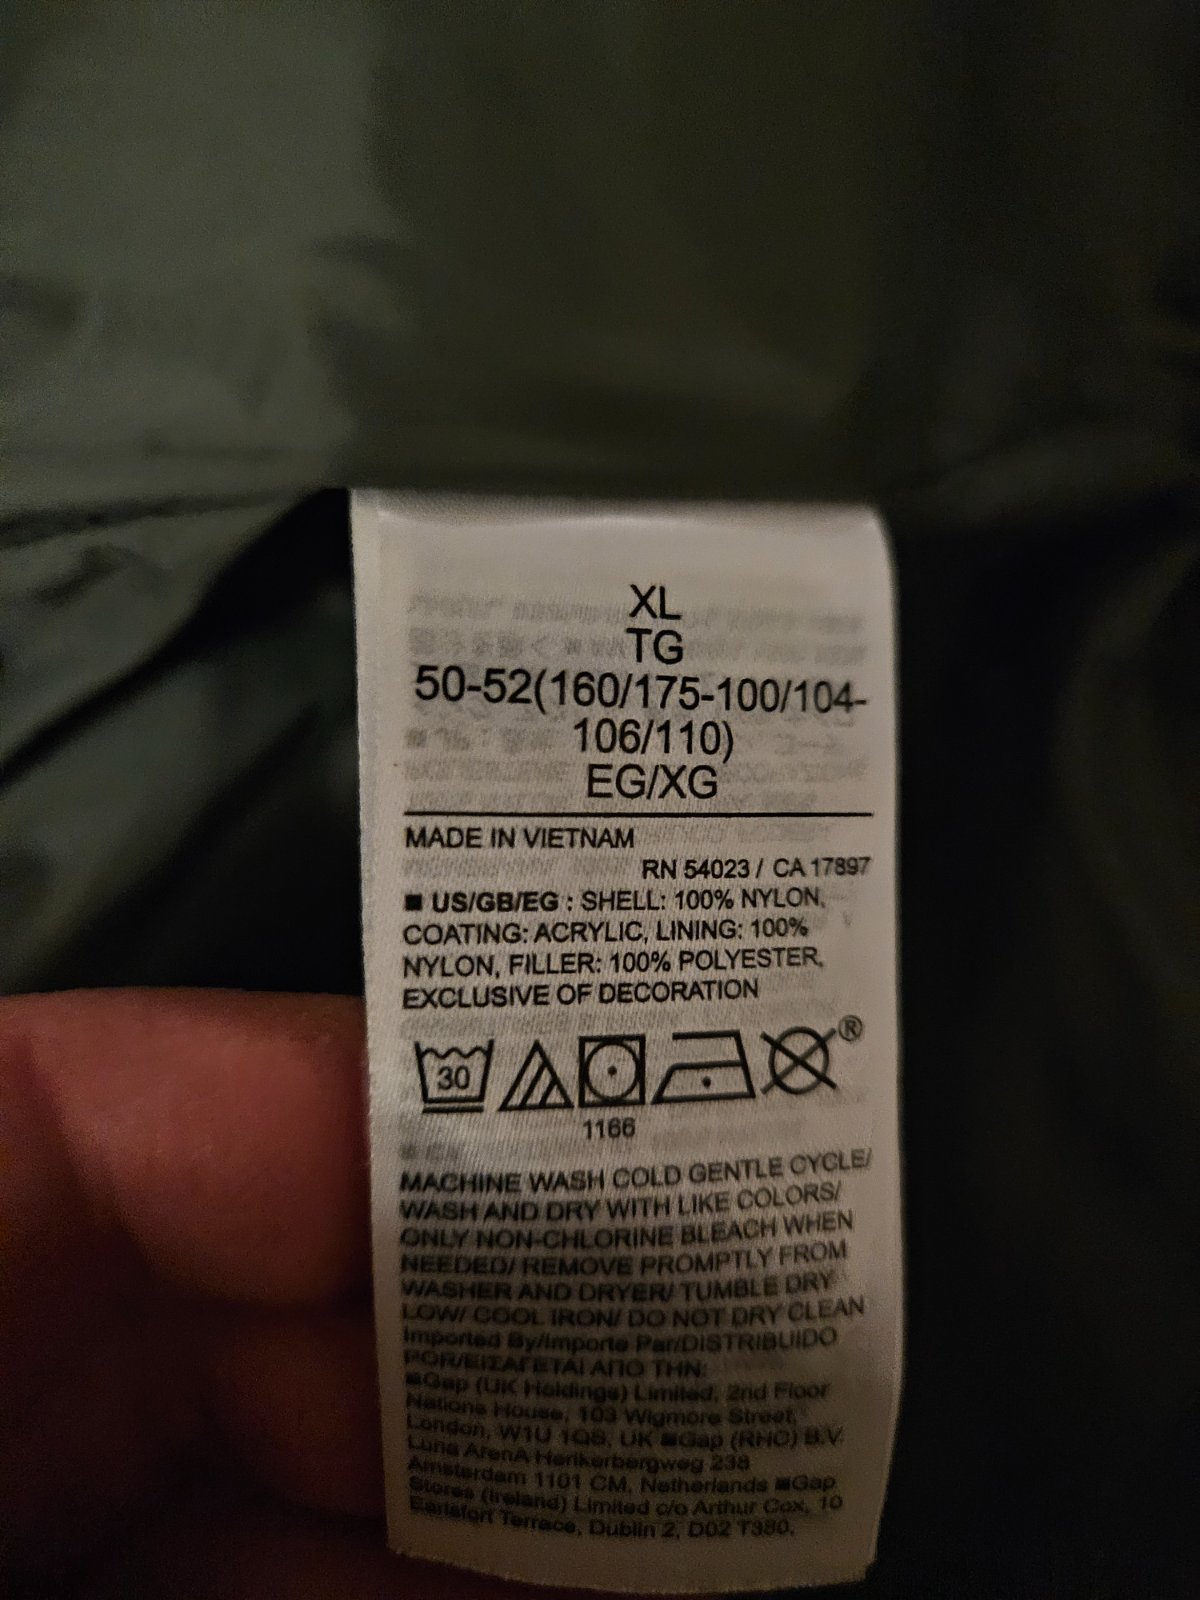 XL
TG
50-52(160/175-100/104-
106/110)
EG/XG
MADE IN VIETNAM
RN 54023 / CA 17897
■ US/GB/EG : SHELL: 100% NYLON,
COATING: ACRYLIC, LINING: 100%
NYLON, FILLER: 100% POLYESTER,
EXCLUSIVE OF DECORATION
30 ®
1166
MACHINE WASH COLD GENTLE CYCLE/
WASH AND DRY WITH LIKE COLORS/
ONLY NON-CHLORINE BLEACH WHEN
NEEDED/ REMOVE PROMPTLY FROM
WASHER AND DRYER/ TUMBLE DRY
LOW/ COOL IRON/ DO NOT DRY CLEAN
Imported By/Importe Par/DISTRIBUIDO
POR/ΕΙΣΑΓΕΤΑΙ ΑΠΟ ΤΗΝ:
■Gap (UK Holdings) Limited, 2nd Floor
Nations House, 103 Wigmore Street,
London, W1U 1QS, UK ■Gap (RHC) B.V.
Luna ArenA Herikerbergweg 238
Amsterdam 1101 CM, Netherlands ■Gap
Stores (Ireland) Limited c/o Arthur Cox, 10
Earlsfort Terrace, Dublin 2, D02 T380.